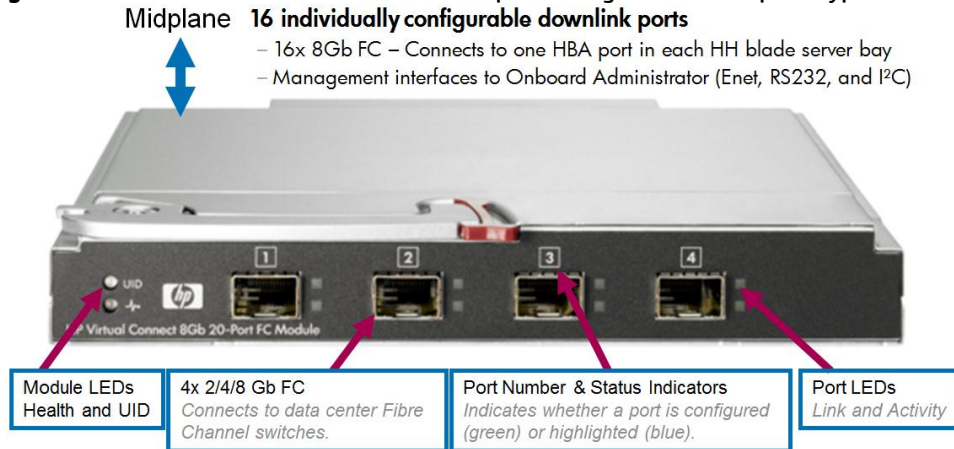 Midplane
16 individually configurable downlink ports
– 16x 8Gb FC – Connects to one HBA port in each HH blade server bay
– Management interfaces to Onboard Administrator (Enet, RS232, and I²C)
1
2
3
4
UID
hp
HP Virtual Connect 8Gb 20-Port FC Module
Module LEDs
Health and UID
4x 2/4/8 Gb FC
Connects to data center Fibre
Channel switches.
Port Number & Status Indicators
Indicates whether a port is configured
(green) or highlighted (blue).
Port LEDs
Link and Activity